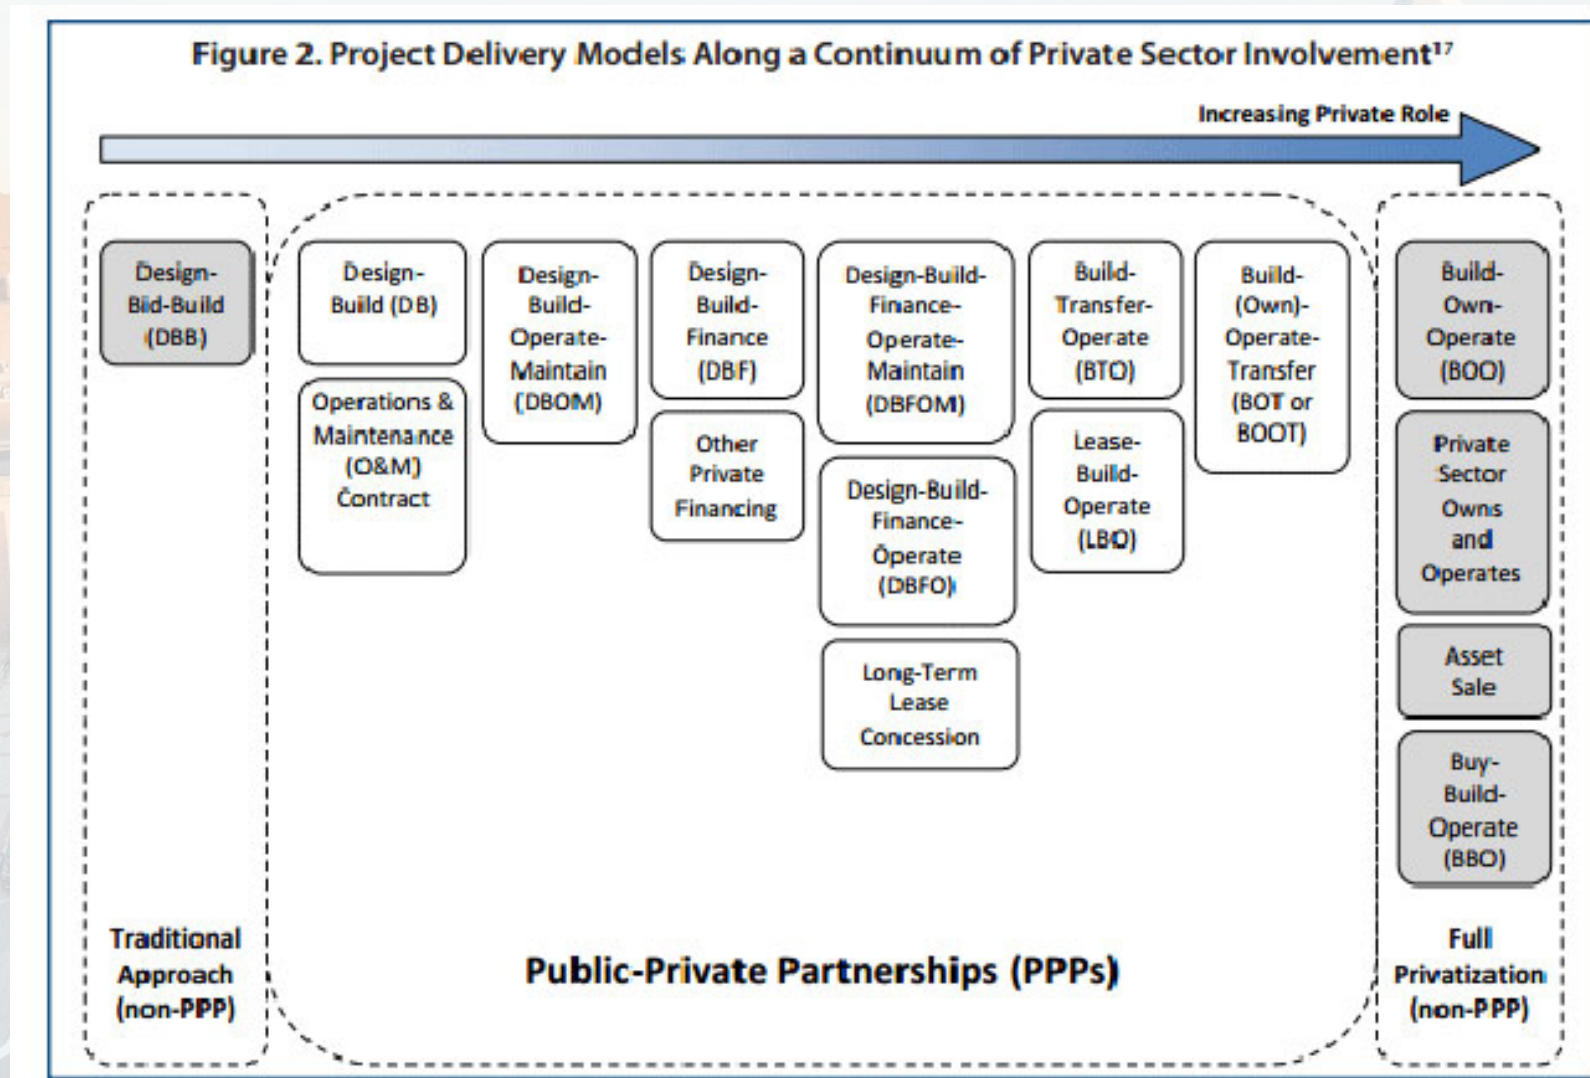 Figure 2. Project Delivery Models Along a Continuum of Private Sector Involvement¹⁷
Increasing Private Role
Design-
Bid-Build
(DBB)
Traditional
Approach
(non-PPP)
Design-
Build (DB)
Operations &
Maintenance
(O&M)
Contract
Design-
Build-
Operate-
Maintain
(DBOM)
Design-
Build-
Finance
(DBF)
Other
Private
Financing
Design-Build-
Finance-
Operate-
Maintain
(DBFOM)
Design-Build-
Finance-
Operate
(DBFO)
Long-Term
Lease
Concession
Build-
Transfer-
Operate
(BTO)
Lease-
Build-
Operate
(LBO)
Build-
(Own)-
Operate-
Transfer
(BOT or
BOOT)
Public-Private Partnerships (PPPs)
Build-
Own-
Operate
(BOO)
Private
Sector
Owns
and
Operates
Asset
Sale
Buy-
Build-
Operate
(BBO)
Full
Privatization
(non-PPP)